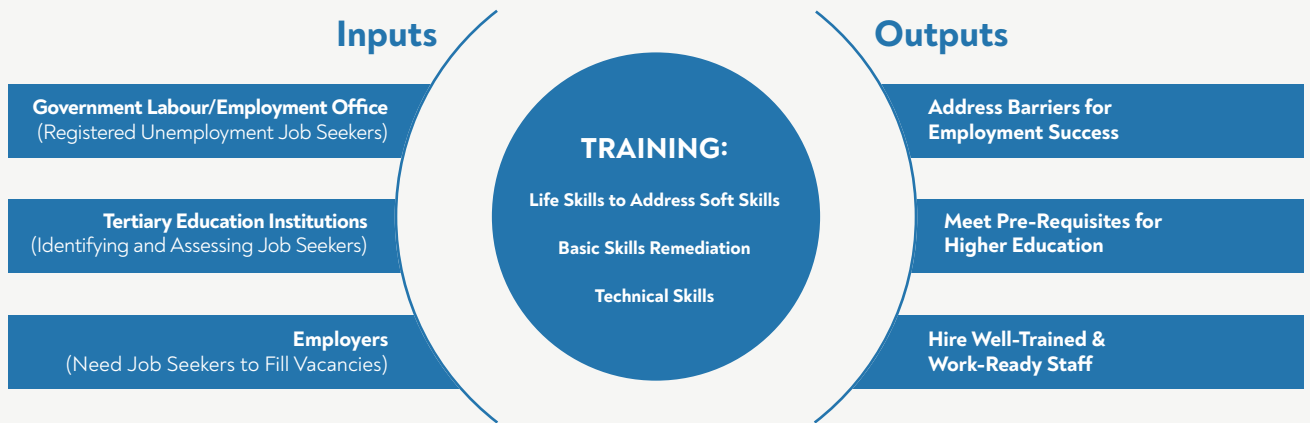 Inputs
Government Labour/Employment Office
(Registered Unemployment Job Seekers)
Tertiary Education Institutions
(Identifying and Assessing Job Seekers)
Employers
(Need Job Seekers to Fill Vacancies)
TRAINING:
Life Skills to Address Soft Skills
Basic Skills Remediation
Technical Skills
Outputs
Address Barriers for
Employment Success
Meet Pre-Requisites for
Higher Education
Hire Well-Trained &
Work-Ready Staff